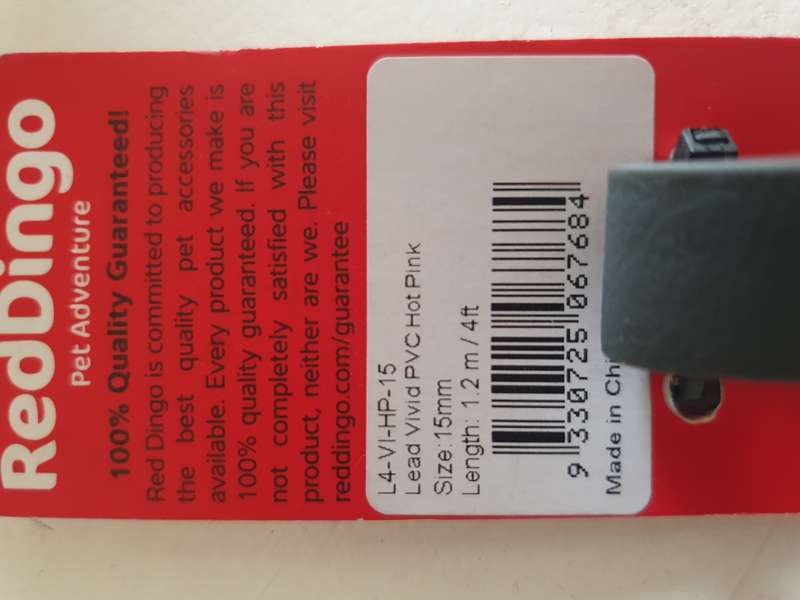 RedDingo
Pet Adventure
100% Quality Guaranteed!
Red Dingo is committed to producing
the best quality pet accessories
available. Every product we make is
100% quality guaranteed. If you are
not completely satisfied with this
product, neither are we. Please visit
reddingo.com/guarantee
L4-VI-HP-15
Lead Vivid PVC Hot Pink
Size: 15mm
Length: 1.2 m / 4ft
9 330725 067684
Made in Chi